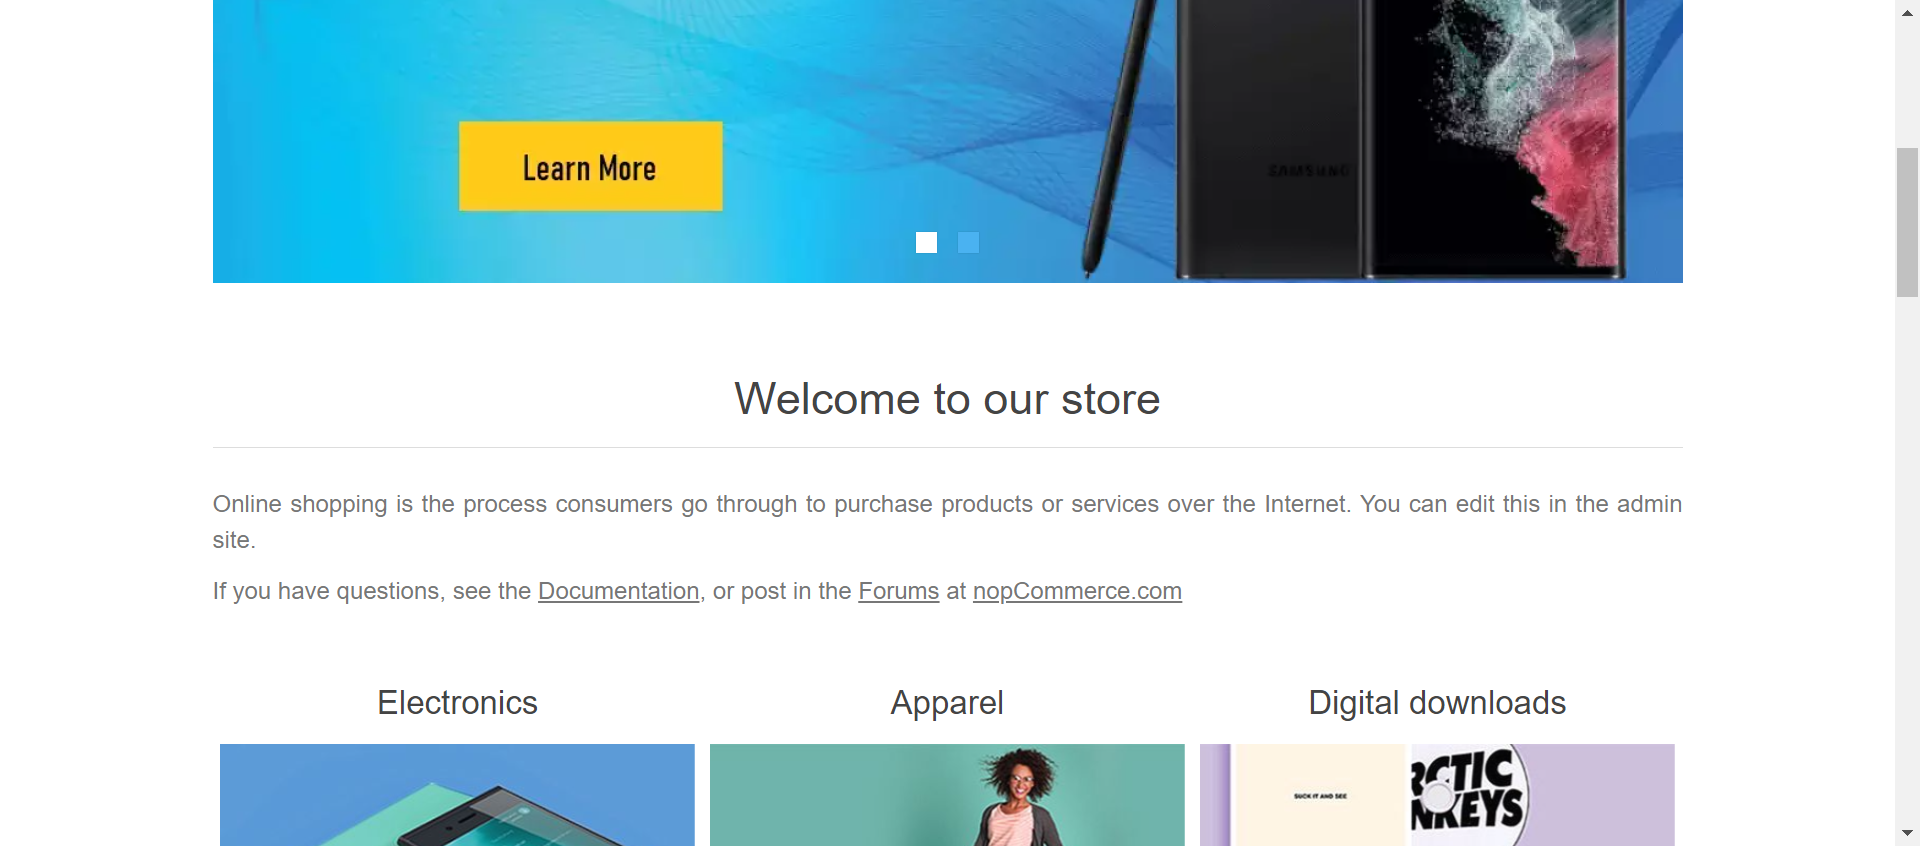 Learn More
SAMSUNG
Welcome to our store
Online shopping is the process consumers go through to purchase products or services over the Internet. You can edit this in the admin
site.
If you have questions, see the Documentation, or post in the Forums at nopCommerce.com
Electronics
Apparel
Digital downloads
SUCK IT AND SEE
RCTIC
NKEYS